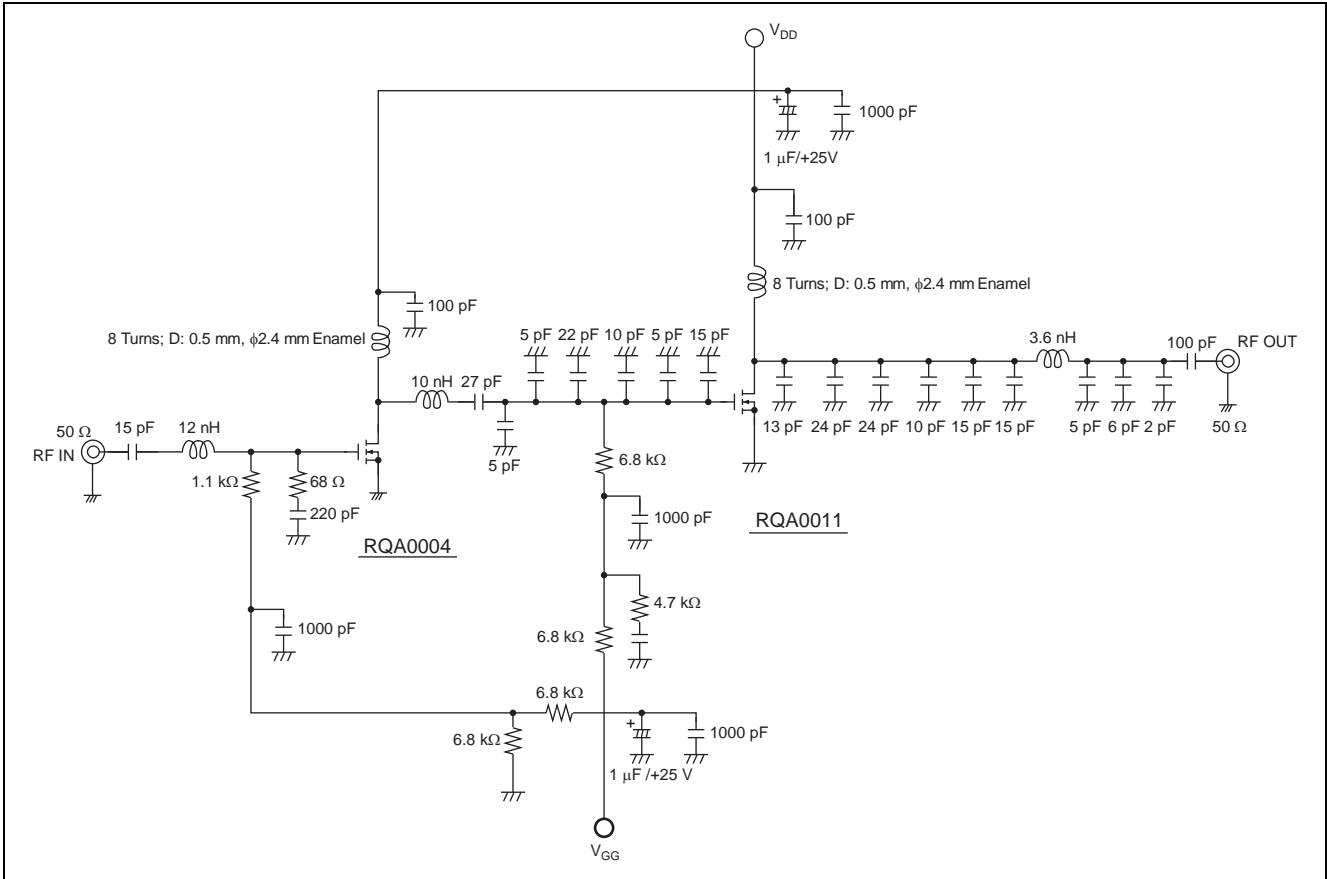 V_DD
+
1000 pF
1 μF/+25V
100 pF
8 Turns; D: 0.5 mm, φ2.4 mm Enamel
100 pF
8 Turns; D: 0.5 mm, φ2.4 mm Enamel
5 pF 22 pF 10 pF 5 pF 15 pF
3.6 nH
100 pF
RF OUT
10 nH 27 pF
50 Ω
RF IN
15 pF
12 nH
5 pF
13 pF 24 pF 24 pF 10 pF 15 pF 15 pF
5 pF 6 pF 2 pF
50 Ω
1.1 kΩ
68 Ω
220 pF
6.8 kΩ
1000 pF
RQA0004
RQA0011
4.7 kΩ
6.8 kΩ
1000 pF
6.8 kΩ
6.8 kΩ
+
1000 pF
1 μF /+25 V
V_GG